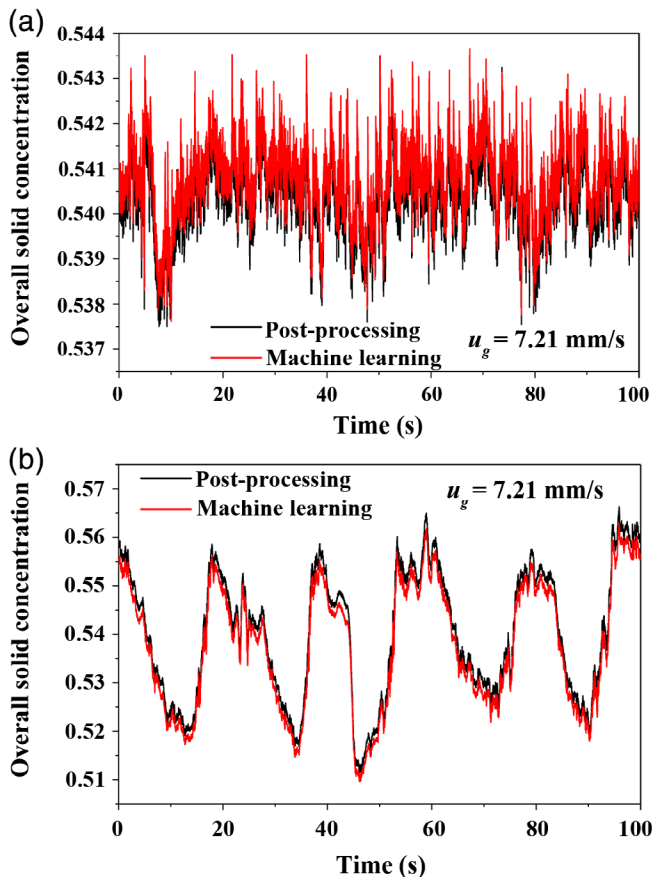 (a)
0.544
0.543
0.542
0.541
0.540
0.539
0.538
0.537
Overall solid concentration
Post-processing
Machine learning
u_g = 7.21 mm/s
0 20 40 60 80 100
Time (s)
(b)
0.57
0.56
0.55
0.54
0.53
0.52
0.51
Overall solid concentration
Post-processing
Machine learning
u_g = 7.21 mm/s
0 20 40 60 80 100
Time (s)